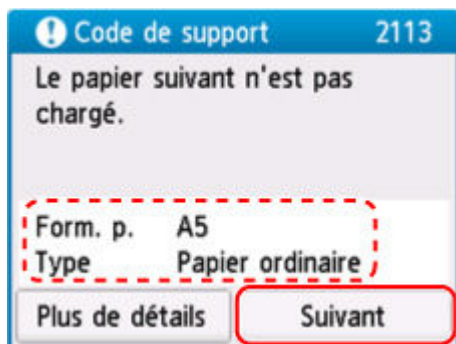 Code de support 2113
Le papier suivant n'est pas
chargé.
Form. p. A5
Type Papier ordinaire
Plus de détails Suivant